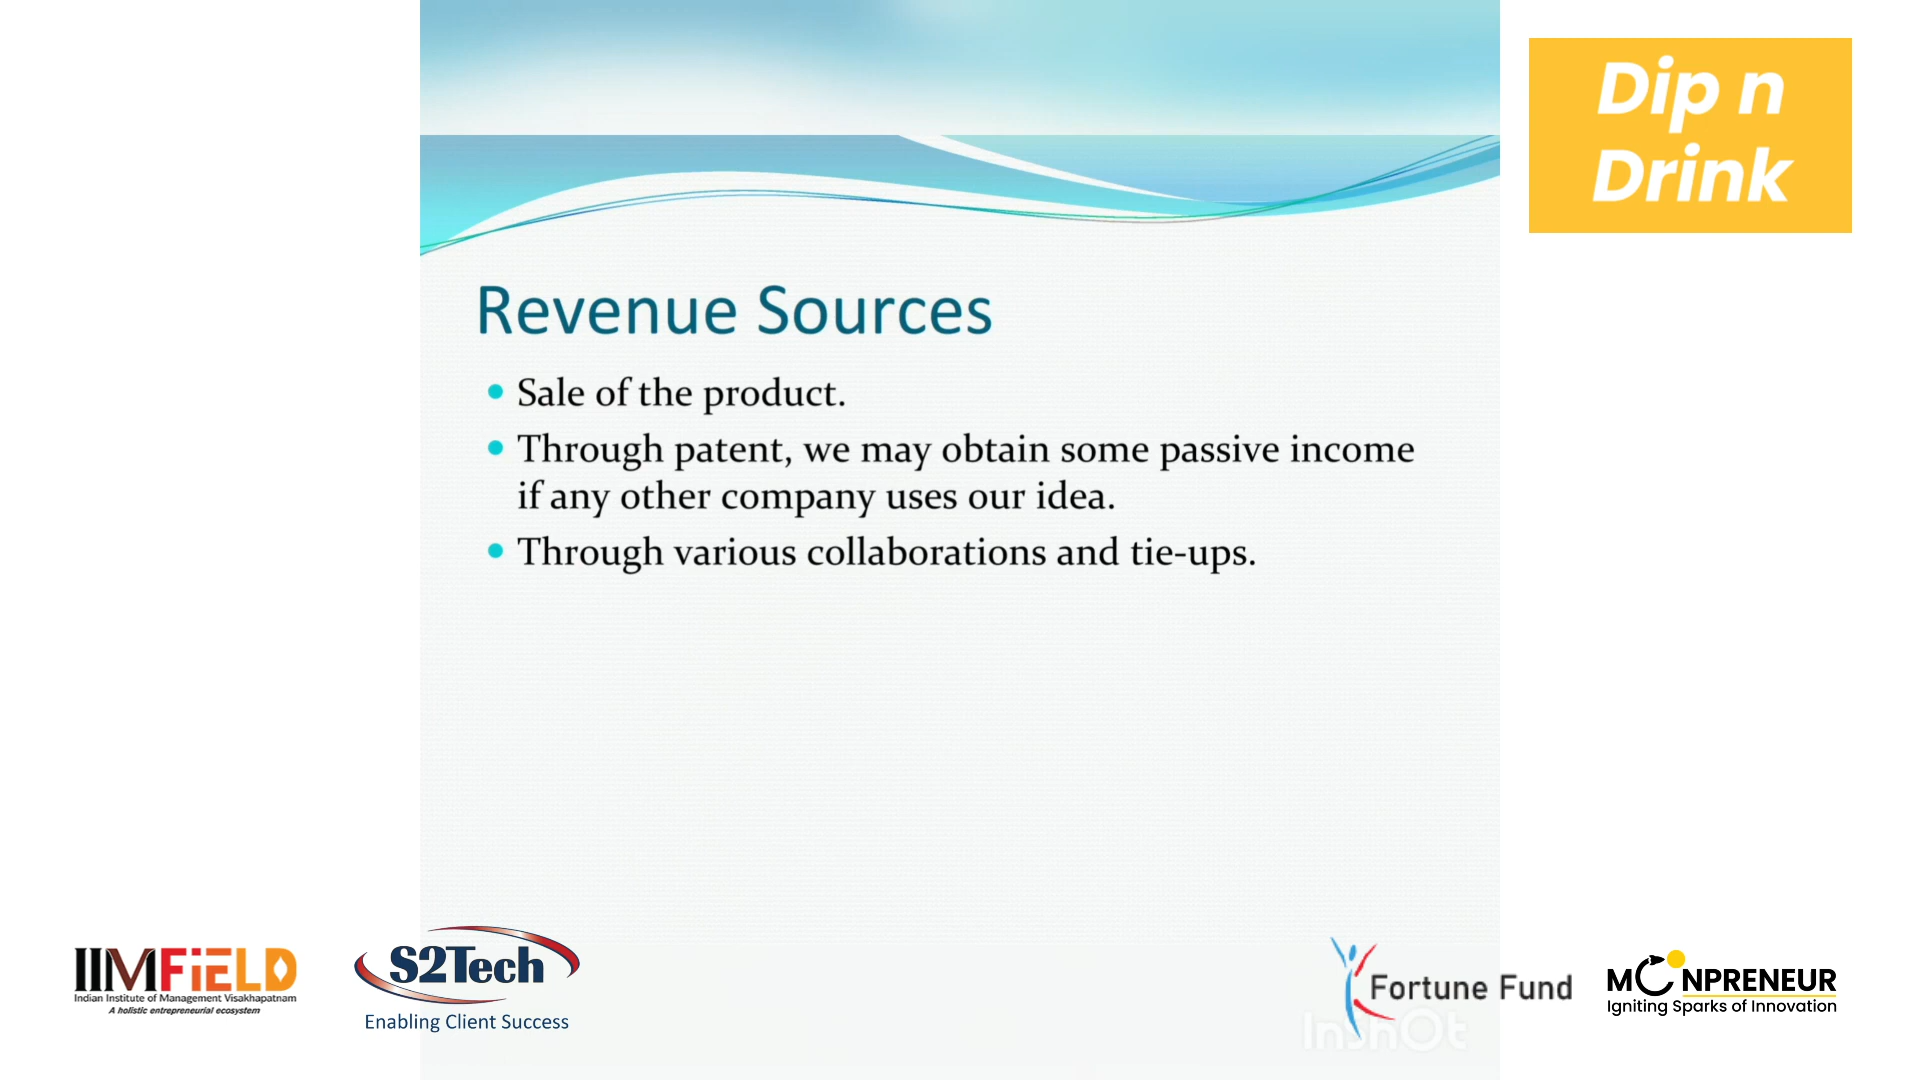 Dip n
Drink
Revenue Sources
Sale of the product.
Through patent, we may obtain some passive income
if any other company uses our idea.
Through various collaborations and tie-ups.
IIMFiELD
Indian Institute of Management Visakhapatnam
A holistic entrepreneurial ecosystem
S2Tech
Enabling Client Success
Fortune Fund
InShOt
MOONPRENEUR
Igniting Sparks of Innovation